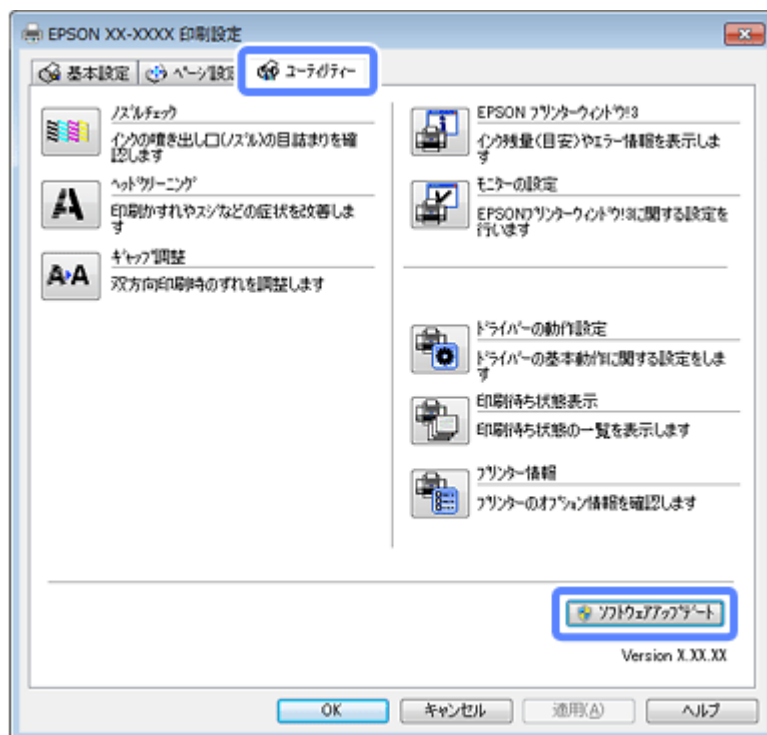 EPSON XX-XXXX 印刷設定
基本設定
ページ設定
ユーティリティー
ノズルチェック
インクの噴き出し口(ノズル)の目詰まりを確
認します
ヘッドクリーニング
印刷かすれやスジなどの症状を改善しま
す
ギャップ調整
双方向印刷時のずれを調整します
EPSON プリンターウィンドウ!3
インク残量(目安)やエラー情報を表示しま
す
モニターの設定
EPSONプリンターウィンドウ!3に関する設定を
行います
ドライバーの動作設定
ドライバーの基本動作に関する設定をしま
す
印刷待ち状態表示
印刷待ち状態の一覧を表示します
プリンター情報
プリンターのオプション情報を確認します
ソフトウェアアップデート
Version X.XX.XX
OK
キャンセル
適用(A)
ヘルプ